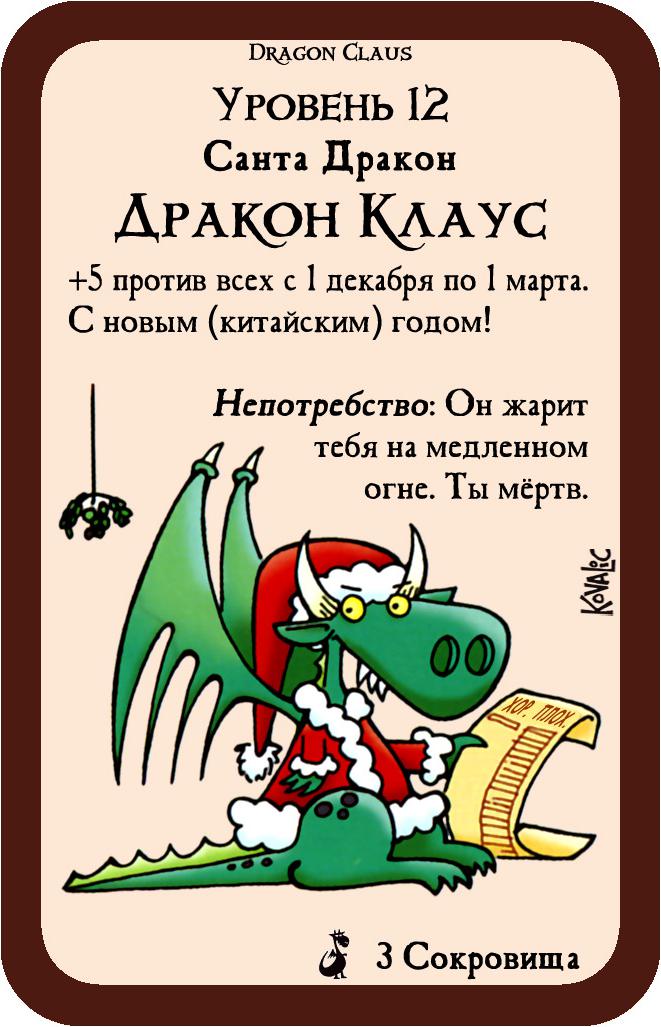 Dragon Claus
Уровень 12
Санта Дракон
Дракон Клаус
+5 против всех с 1 декабря по 1 марта.
С новым (китайским) годом!
Непотребство: Он жарит
тебя на медленном
огне. Ты мёртв.
KOVALIC
ХОР. ПЛОХ.
3 Сокровища